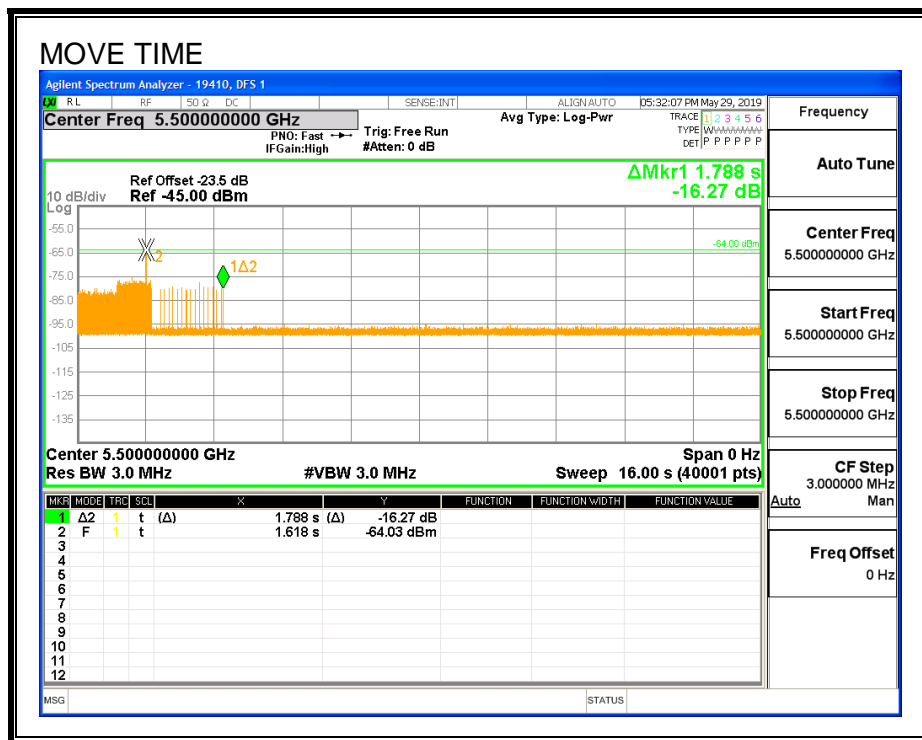 MOVE TIME
Agilent Spectrum Analyzer - 19410, DFS 1
LXI RL RF 50 Ω DC SENSE:INT ALIGN AUTO 05:32:07 PM May 29, 2019
Center Freq 5.500000000 GHz
PNO: Fast
IFGain:High
Trig: Free Run
#Atten: 0 dB
Avg Type: Log-Pwr
TRACE 1 2 3 4 5 6
TYPE
DET P P P P P P
ΔMkr1 1.788 s
-16.27 dB
Ref Offset -23.5 dB
10 dB/div Ref -45.00 dBm
Log
-55.0
-65.0
-75.0
-85.0
-95.0
-105
-115
-125
-135
2
1Δ2
-64.00 dBm
Center 5.500000000 GHz Span 0 Hz
Res BW 3.0 MHz #VBW 3.0 MHz Sweep 16.00 s (40001 pts)
MKR MODE TRC SCL X Y FUNCTION FUNCTION WIDTH FUNCTION VALUE
1 Δ2 1 t (Δ) 1.788 s (Δ) -16.27 dB
2 F 1 t 1.618 s -64.03 dBm
3
4
5
6
7
8
9
10
11
12
MSG STATUS
Frequency
Auto Tune
Center Freq
5.500000000 GHz
Start Freq
5.500000000 GHz
Stop Freq
5.500000000 GHz
CF Step
3.000000 MHz
Auto Man
Freq Offset
0 Hz